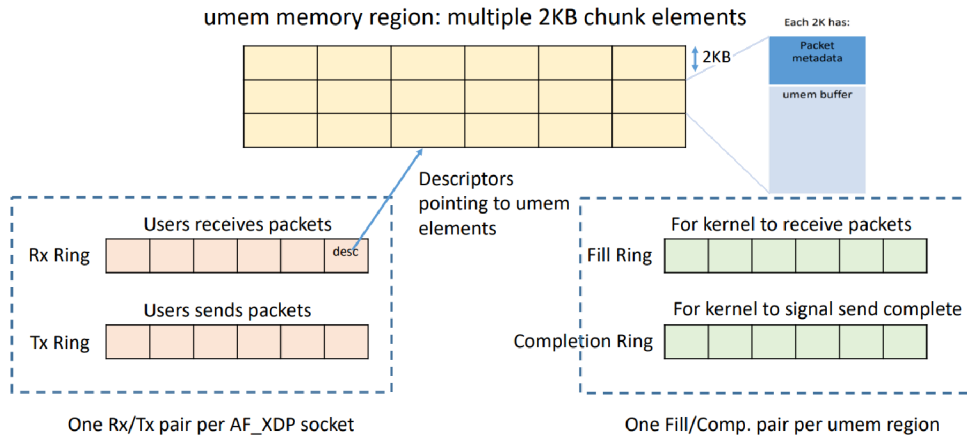 umem memory region: multiple 2KB chunk elements
Each 2K has:
Packet
metadata
2KB
umem buffer
Descriptors
pointing to umem
elements
Users receives packets
Rx Ring
desc
Users sends packets
Tx Ring
One Rx/Tx pair per AF_XDP socket
For kernel to receive packets
Fill Ring
For kernel to signal send complete
Completion Ring
One Fill/Comp. pair per umem region